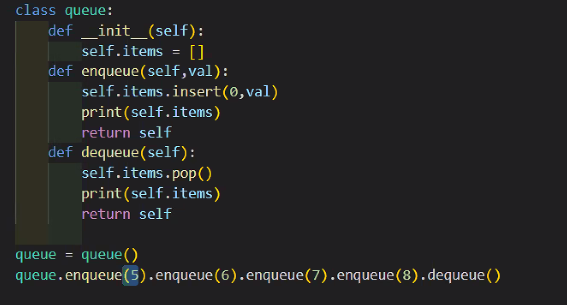 class queue:
    def __init__(self):
        self.items = []
    def enqueue(self,val):
        self.items.insert(0,val)
        print(self.items)
        return self
    def dequeue(self):
        self.items.pop()
        print(self.items)
        return self

queue = queue()
queue.enqueue(5).enqueue(6).enqueue(7).enqueue(8).dequeue()